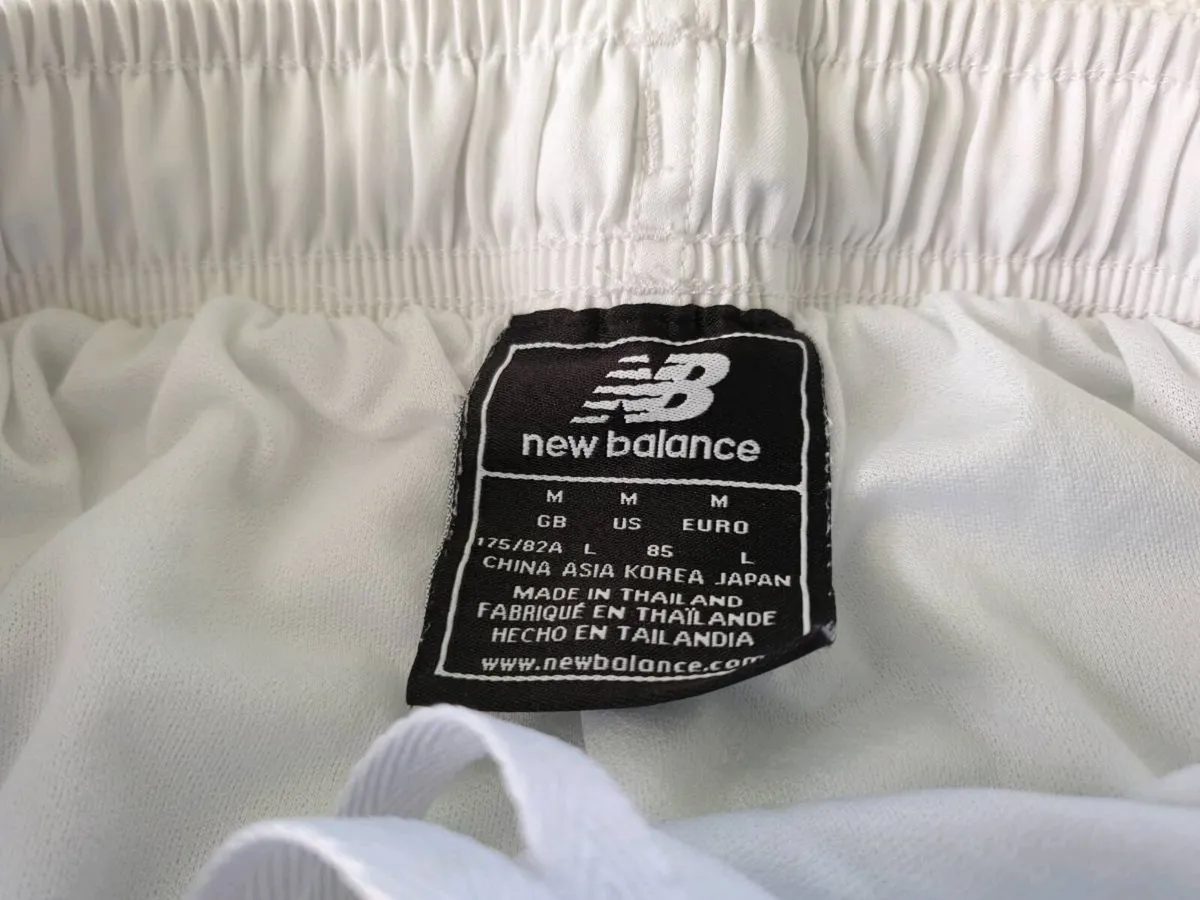 NB
new balance
M M M
GB US EURO
175/82A L 85 L
CHINA ASIA KOREA JAPAN
MADE IN THAILAND
FABRIQUÉ EN THAÏLANDE
HECHO EN TAILANDIA
www.newbalance.com